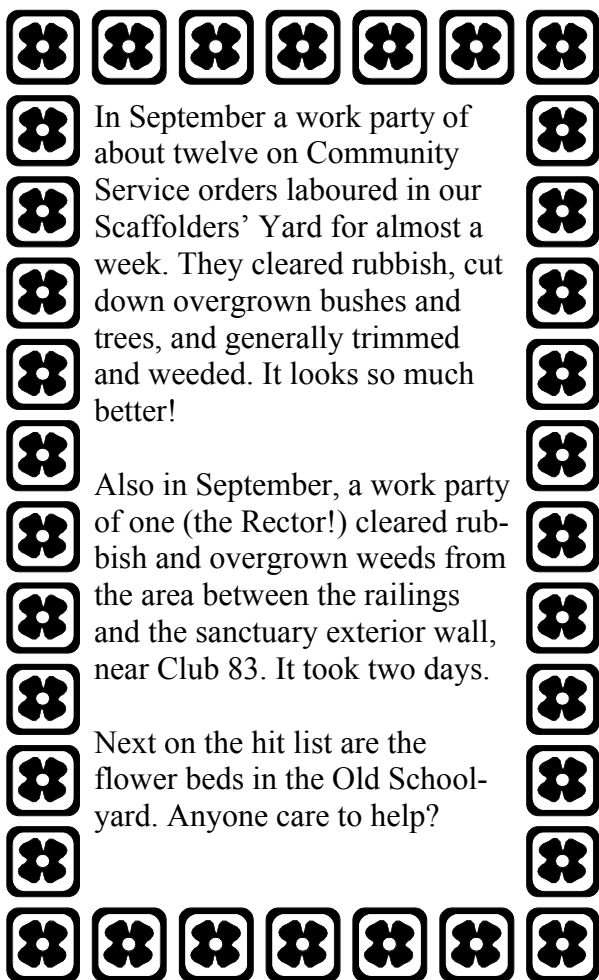 In September a work party of
about twelve on Community
Service orders laboured in our
Scaffolders’ Yard for almost a
week. They cleared rubbish, cut
down overgrown bushes and
trees, and generally trimmed
and weeded. It looks so much
better!
Also in September, a work party
of one (the Rector!) cleared rub-
bish and overgrown weeds from
the area between the railings
and the sanctuary exterior wall,
near Club 83. It took two days.
Next on the hit list are the
flower beds in the Old School-
yard. Anyone care to help?